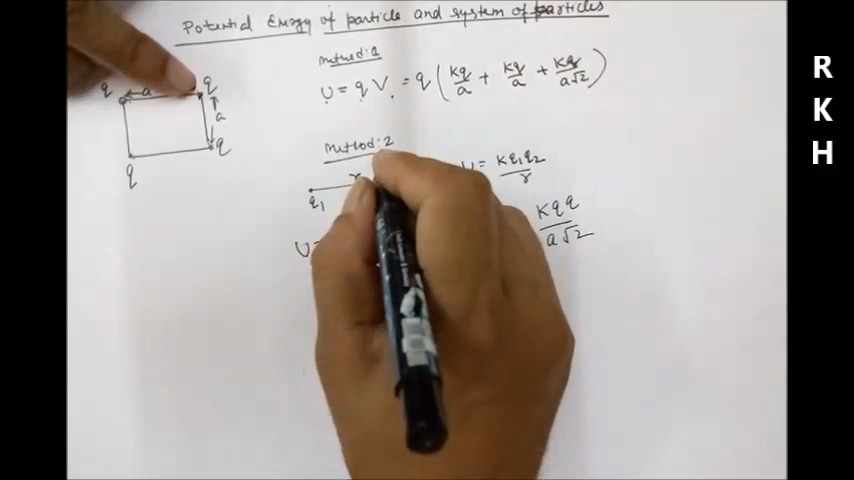 Potential Energy of particle and system of particles
method:1
U = q V. = q ( kq/a + kq/a + kq/a√2 )
q a q
a
q q
method:2
r
q1
U = Kq1q2/r
U =
Kqq/a√2
R
K
H